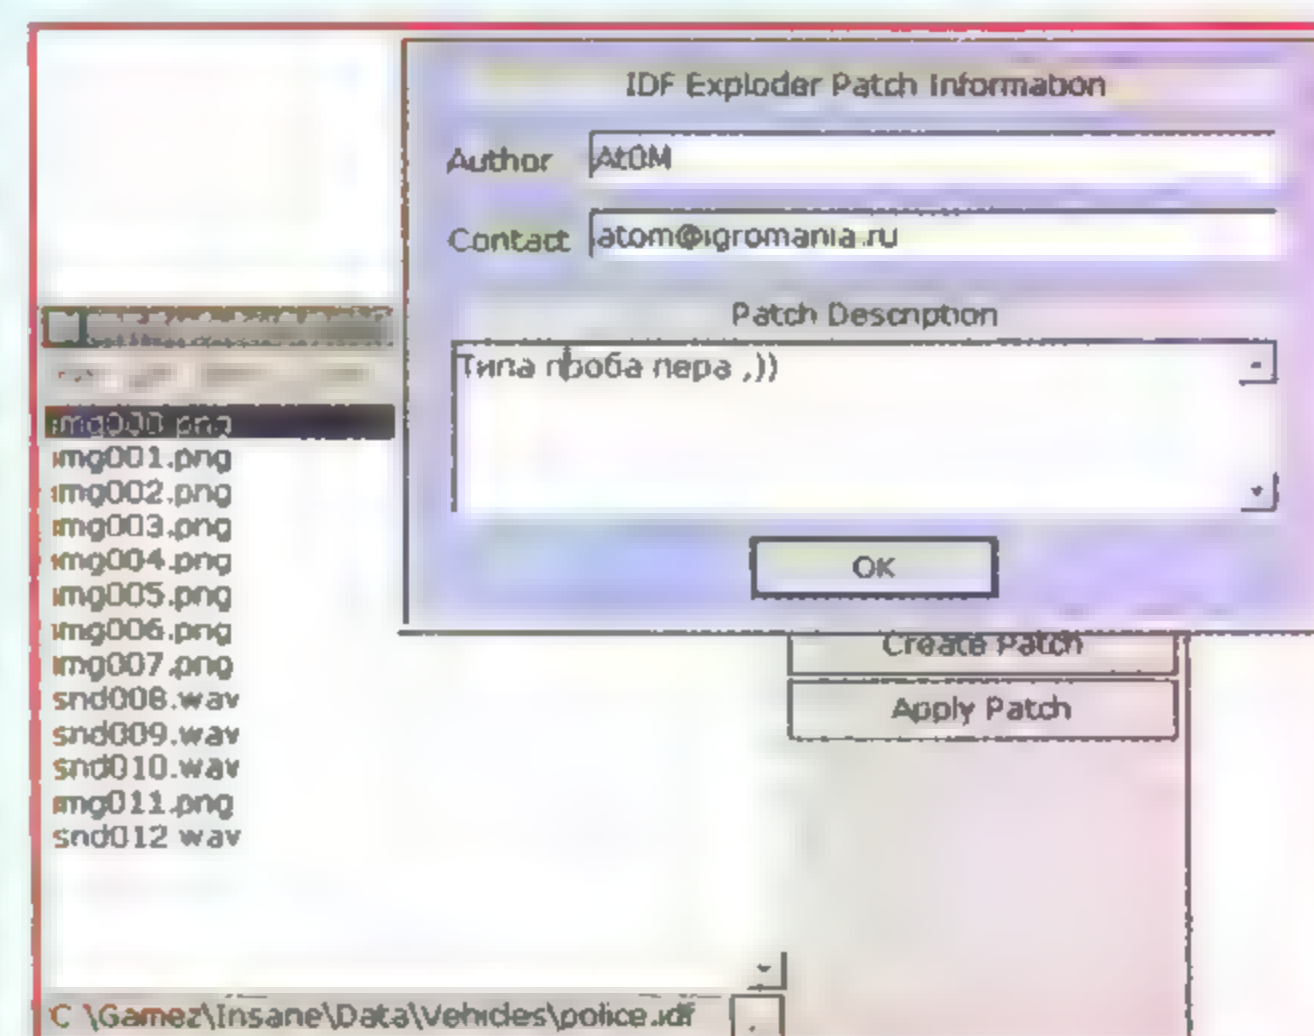 IDF Exploder Patch Information
Author At0M
Contact atom@igromania.ru
Patch Description
Типа проба пера ,))
OK
img000.png
img001.png
img002.png
img003.png
img004.png
img005.png
img006.png
img007.png
snd008.wav
snd009.wav
snd010.wav
img011.png
snd012.wav
Create Patch
Apply Patch
C:\Gamez\Insane\Data\Vehicles\police.idf